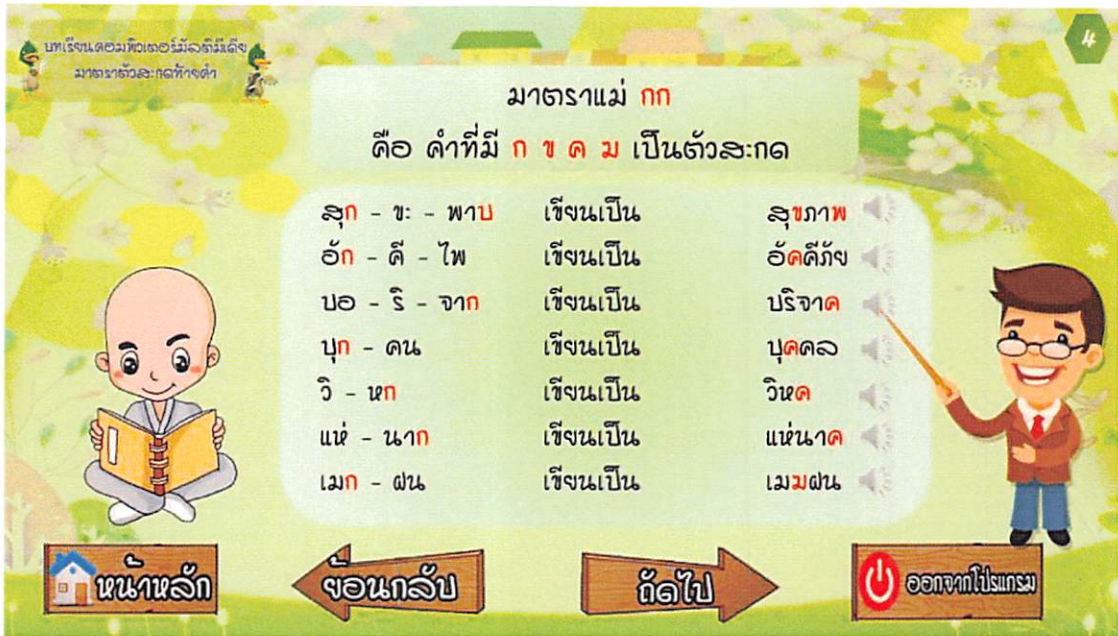 บทเรียนคอมพิวเตอร์มัลติมีเดีย
มาตราตัวสะกดท้ายคำ
4
มาตราแม่ กก
คือ คำที่มี ก ข ค ฆ เป็นตัวสะกด
สุก - ขะ - พาบ เขียนเป็น สุขภาพ
อัก - คี - ไพ เขียนเป็น อัคคีภัย
บอ - ริ - จาก เขียนเป็น บริจาค
บุก - คน เขียนเป็น บุคคล
วิ - หก เขียนเป็น วิหค
แห่ - นาก เขียนเป็น แห่นาค
เมก - ฝน เขียนเป็น เมฆฝน
หน้าหลัก
ย้อนกลับ
ถัดไป
ออกจากโปรแกรม